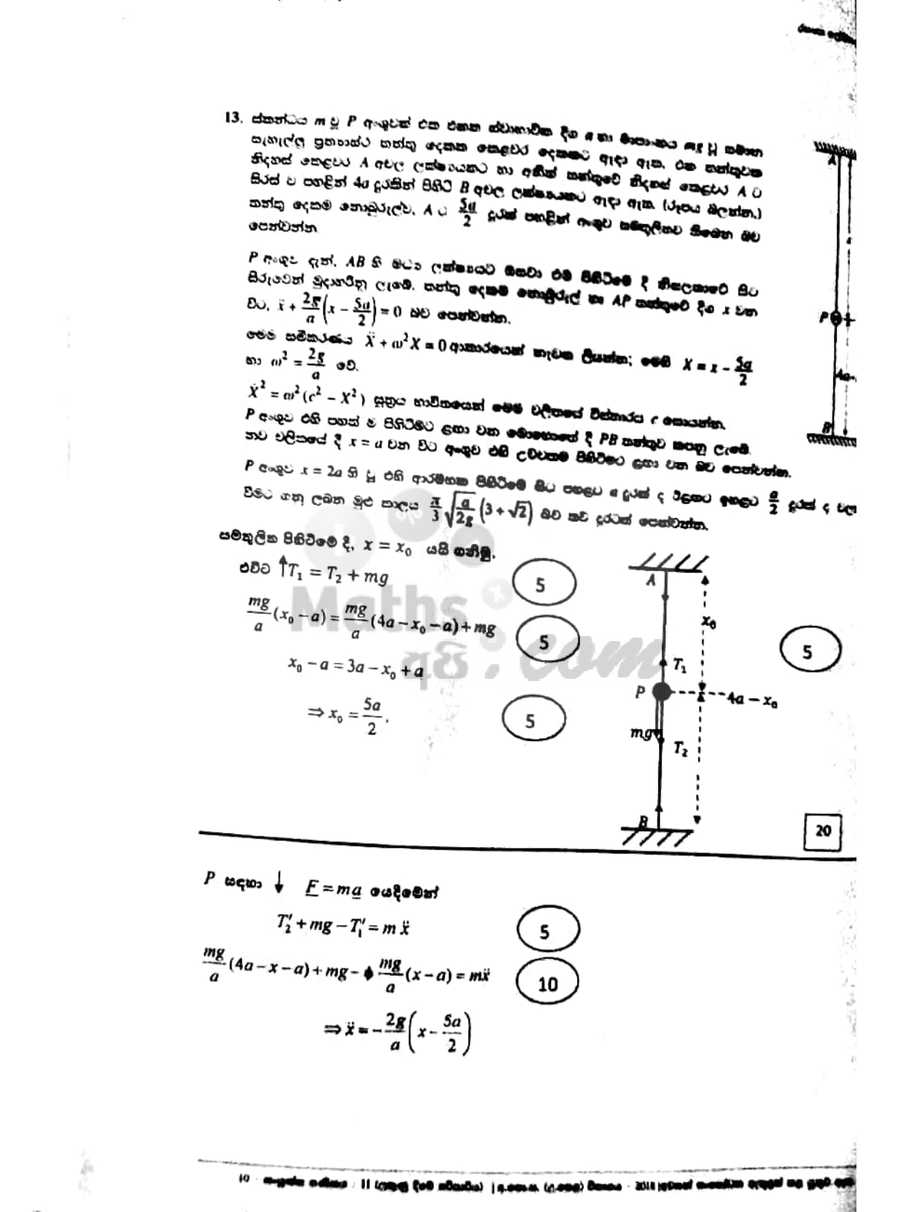 13. ස්කන්ධය m වූ P අංශුවක් එක එකක ස්වාභාවික දිග a හා මාපාංකය mg වූ සමාන
සැහැල්ලු ප්‍රත්‍යාස්ථ තන්තු දෙකක කෙළවර දෙකකට ඇඳා ඇත. එක තන්තුවක
නිදහස් කෙළවර A අචල ලක්ෂ්‍යයකට හා අනික් තන්තුවේ නිදහස් කෙළවර A ට
සිරස් ව පහළින් 4a දුරකින් පිහිටි B අචල ලක්ෂ්‍යයකට ඇඳා ඇත (රූපය බලන්න.)
තන්තු දෙකම නොබුරුල්ව, A ට 5a/2 දුරක් පහළින් අංශුව සමතුලිතව තිබෙන බව
පෙන්වන්න
P අංශුව දැන්, AB හි මධ්‍ය ලක්ෂ්‍යයට ඔසවා එම පිහිටීමේ දී නිසලතාවේ සිට
සිරුවෙන් මුදාහරිනු ලැබේ. තන්තු දෙකම නොබුරුල් හා AP තන්තුවේ දිග x වන
විට, ẍ + 2g/a (x − 5a/2) = 0 බව පෙන්වන්න.
මෙම සමීකරණය Ẍ + ω²X = 0 ආකාරයෙන් නැවත ලියන්න; මෙහි X = x − 5a/2
හා ω² = 2g/a වේ.
Ẋ² = ω²(c² − X²) සූත්‍රය භාවිතයෙන් මෙම චලිතයේ විස්තාරය c සොයන්න.
P අංශුව එහි පහත් ම පිහිටීමට ළඟා වන මොහොතේ දී PB තන්තුව කපනු ලැබේ.
නව චලිතයේ දී x = a වන විට අංශුව එහි උච්චතම පිහිටීමට ළඟා වන බව පෙන්වන්න.
P අංශුව x = 2a හි වූ එහි ආරම්භක පිහිටීමේ සිට පහළට a දුරක් ද ඊළඟට ඉහළට a/2 දුරක් ද
වීමට ගනු ලබන මුළු කාලය π/3 √(a/2g) (3 + √2) බව තව දුරටත් පෙන්වන්න.
සමතුලිත පිහිටීමේ දී, x = x₀ යැයි ගනිමු.
එවිට ↑T₁ = T₂ + mg
5
mg/a (x₀ − a) = mg/a (4a − x₀ − a) + mg
5
x₀ − a = 3a − x₀ + a
⇒ x₀ = 5a/2.
5
A
x₀
T₁
P
4a − x₀
mg
T₂
B
5
20
A
P
4a
B
Maths
අපි .com
P සඳහා ↓ F = ma යෙදීමෙන්
T₂′ + mg − T₁′ = m ẍ
5
mg/a (4a − x − a) + mg − mg/a (x − a) = mẍ
10
⇒ ẍ = − 2g/a (x − 5a/2)